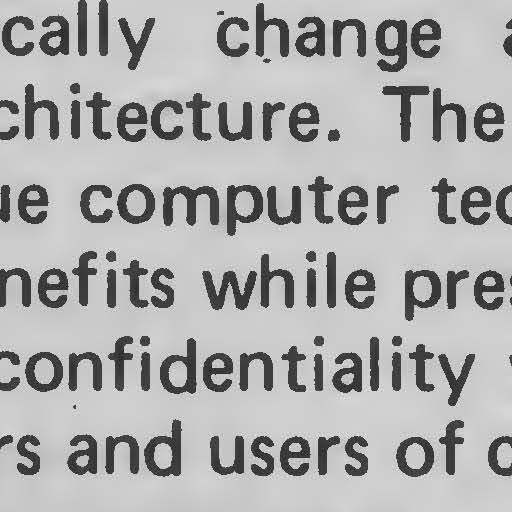 cally change a
chitecture. The
ue computer tec
nefits while pres
confidentiality
rs and users of c